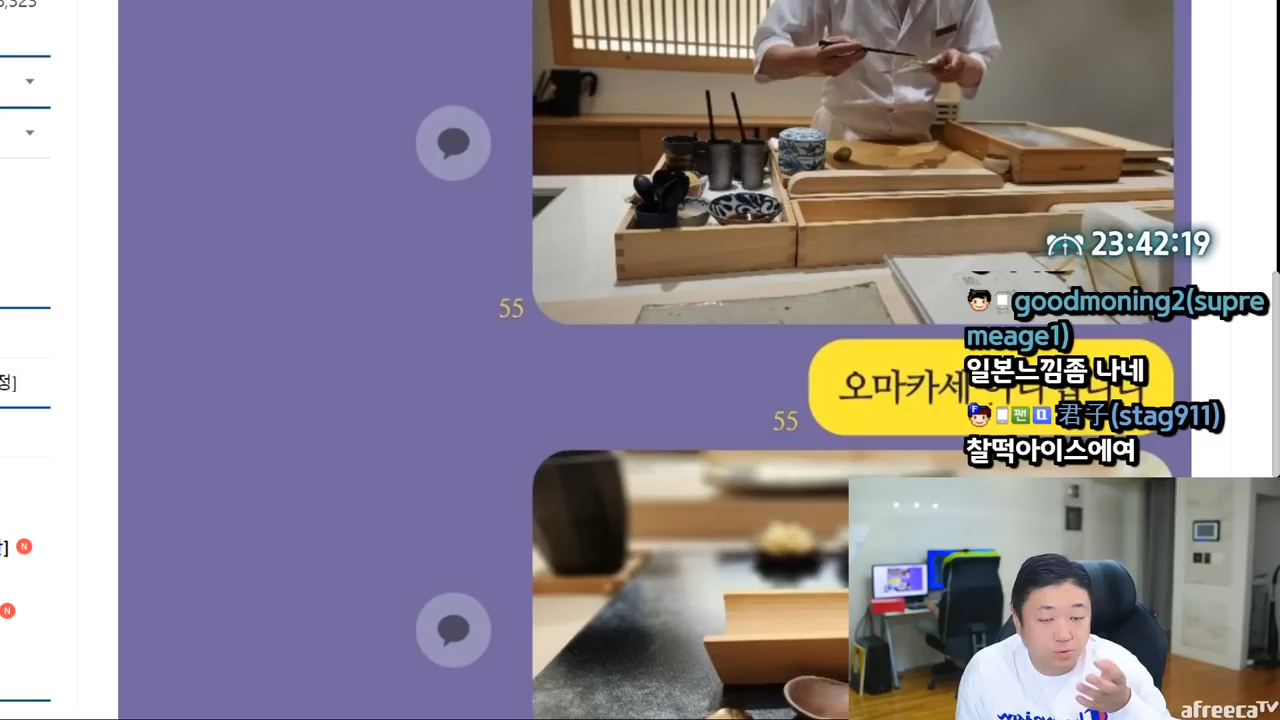 정]
N
N
55
23:42:19
goodmoning2(supre
meage1)
일본느낌좀 나네
오마카세
55
팬
君子(stag911)
찰떡아이스에여
afreecaTV